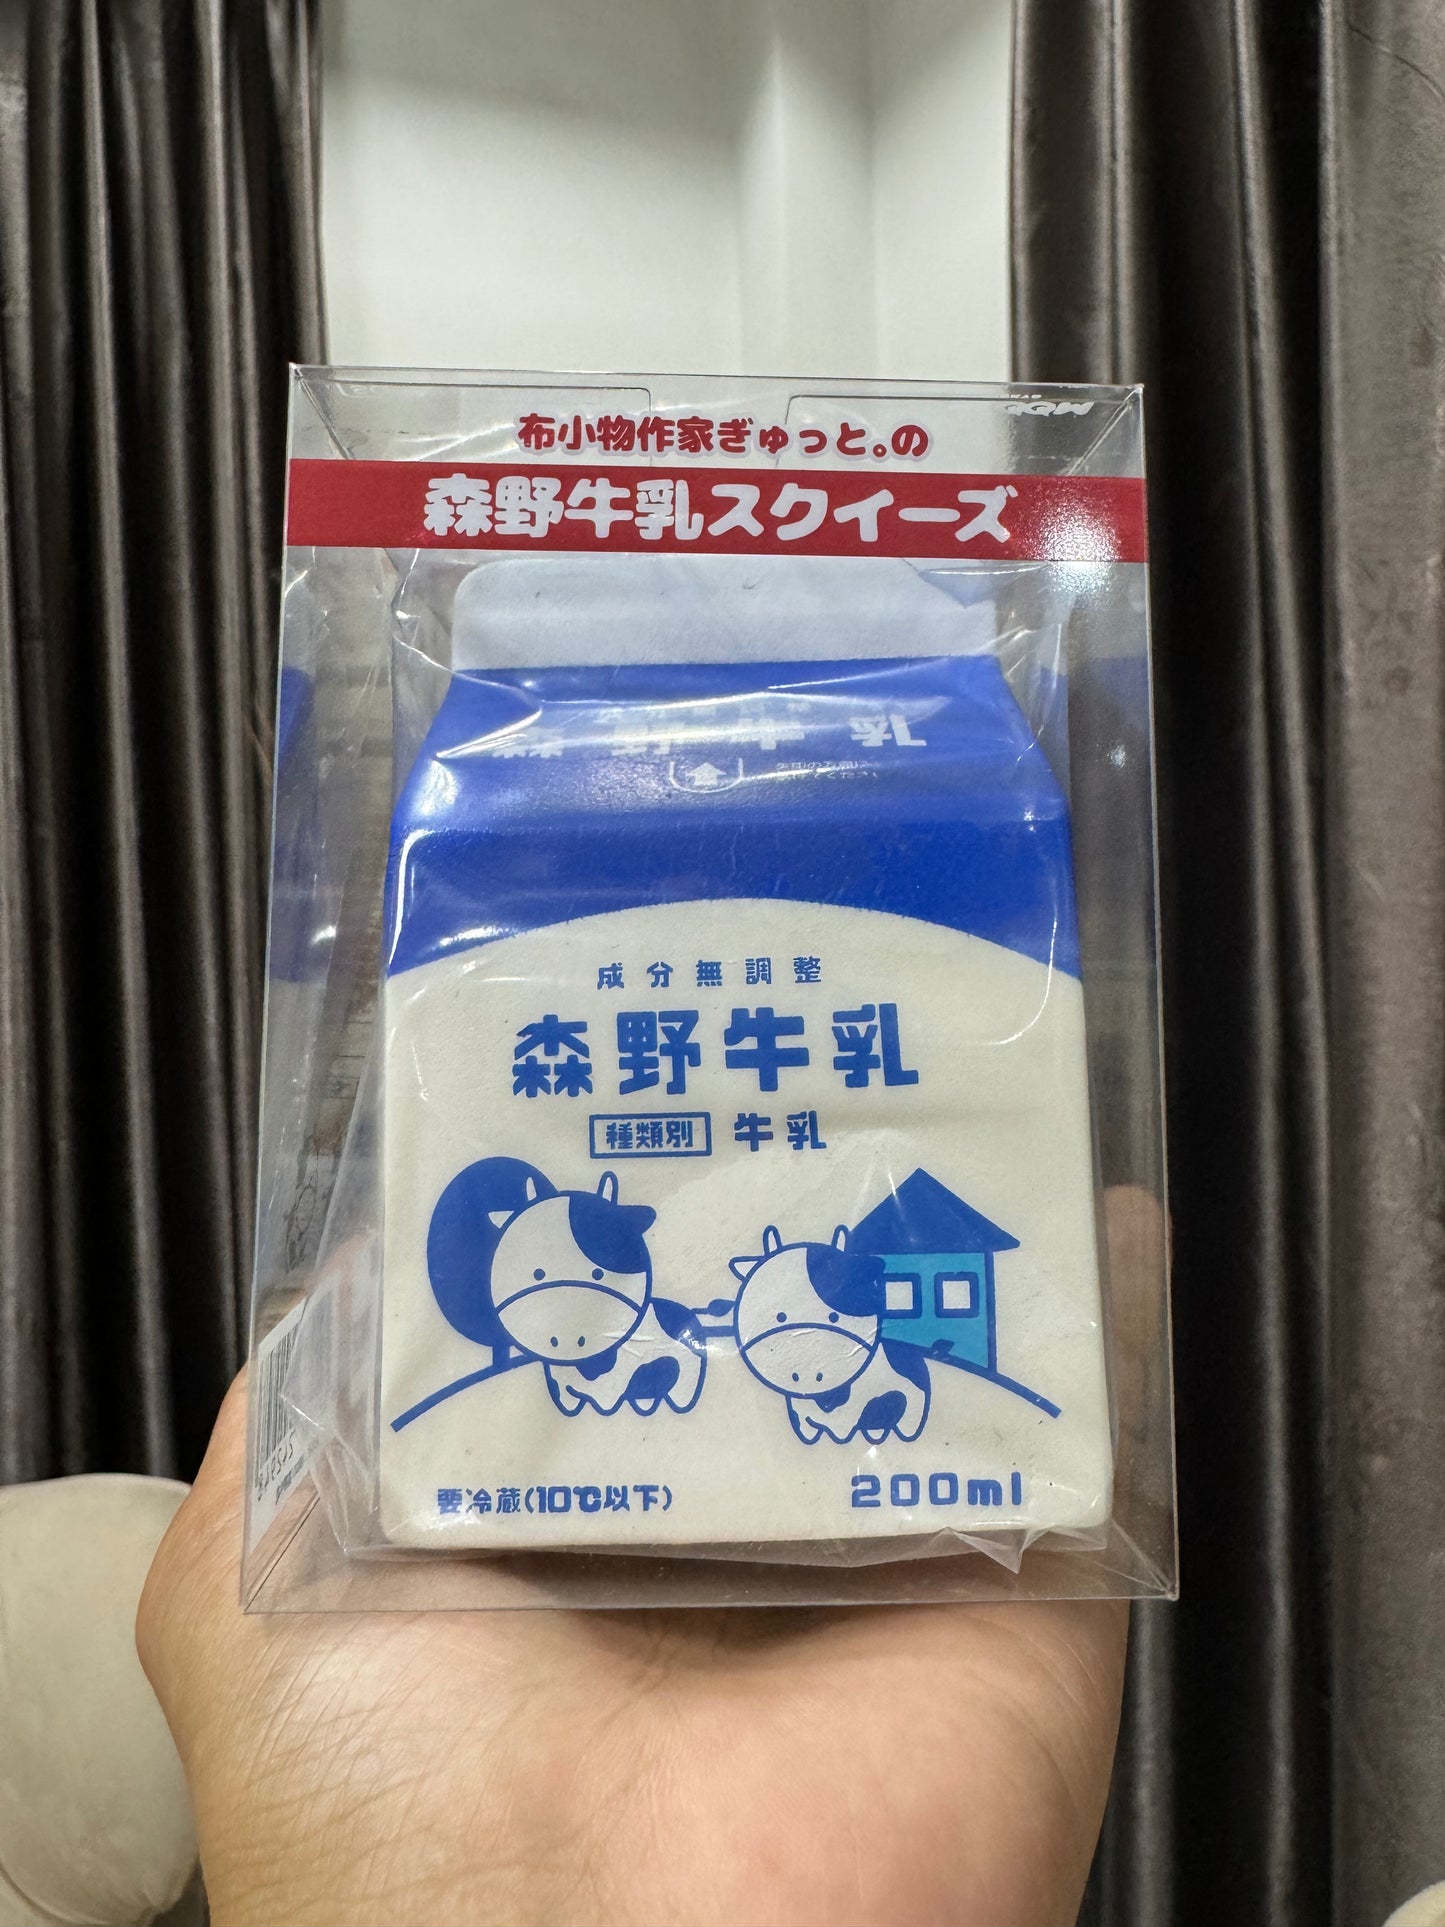 布小物作家ぎゅっと。の
森野牛乳スクイーズ
成分無調整
森野牛乳
種類別 牛乳
要冷蔵(10℃以下) 200ml